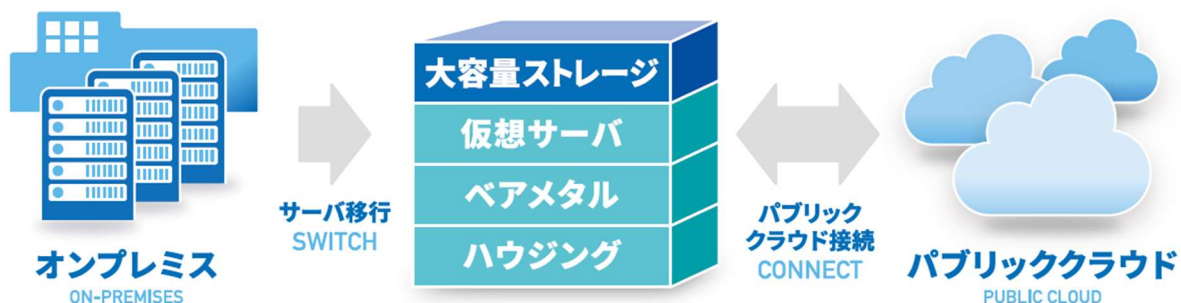 サーバ移行
SWITCH
オンプレミス
ON-PREMISES
大容量ストレージ
仮想サーバ
ベアメタル
ハウジング
パブリック
クラウド接続
CONNECT
パブリッククラウド
PUBLIC CLOUD